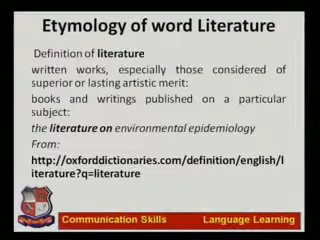 Etymology of word Literature
Definition of literature
written works, especially those considered of
superior or lasting artistic merit:
books and writings published on a particular
subject:
the literature on environmental epidemiology
From:
http://oxforddictionaries.com/definition/english/l
iterature?q=literature
Communication Skills Language Learning